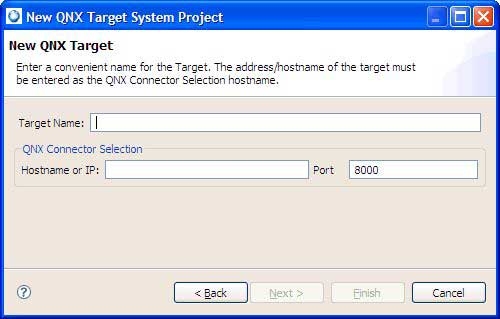 New QNX Target System Project
New QNX Target
Enter a convenient name for the Target. The address/hostname of the target must
be entered as the QNX Connector Selection hostname.
Target Name:
QNX Connector Selection
Hostname or IP: Port 8000
? < Back Next > Finish Cancel